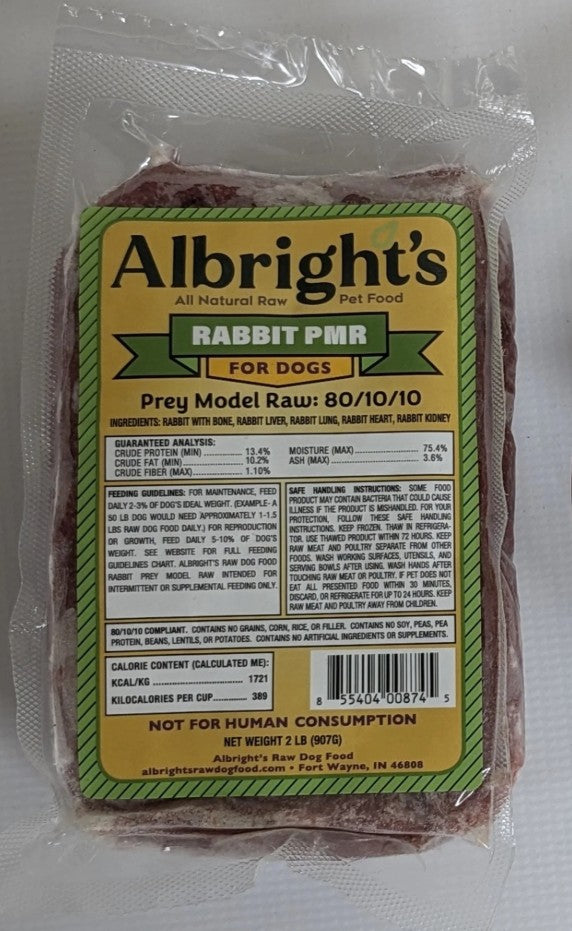 Albright's
All Natural Raw Pet Food
RABBIT PMR
FOR DOGS
Prey Model Raw: 80/10/10
INGREDIENTS: RABBIT WITH BONE, RABBIT LIVER, RABBIT LUNG, RABBIT HEART, RABBIT KIDNEY
GUARANTEED ANALYSIS:
CRUDE PROTEIN (MIN) .............. 13.4%
CRUDE FAT (MIN) .............. 10.2%
CRUDE FIBER (MAX) .............. 1.10%
MOISTURE (MAX) .............. 75.4%
ASH (MAX) .............. 3.6%
FEEDING GUIDELINES: FOR MAINTENANCE, FEED
DAILY 2-3% OF DOG'S IDEAL WEIGHT. (EXAMPLE- A
50 LB DOG WOULD NEED APPROXIMATELY 1-1.5
LBS RAW DOG FOOD DAILY.) FOR REPRODUCTION
OR GROWTH, FEED DAILY 5-10% OF DOG'S
WEIGHT. SEE WEBSITE FOR FULL FEEDING
GUIDELINES CHART. ALBRIGHT'S RAW DOG FOOD
RABBIT PREY MODEL RAW INTENDED FOR
INTERMITTENT OR SUPPLEMENTAL FEEDING ONLY.
SAFE HANDLING INSTRUCTIONS: SOME FOOD
PRODUCT MAY CONTAIN BACTERIA THAT COULD CAUSE
ILLNESS IF THE PRODUCT IS MISHANDLED. FOR YOUR
PROTECTION, FOLLOW THESE SAFE HANDLING
INSTRUCTIONS. KEEP FROZEN. THAW IN REFRIGERA-
TOR. USE THAWED PRODUCT WITHIN 72 HOURS. KEEP
RAW MEAT AND POULTRY SEPARATE FROM OTHER
FOODS. WASH WORKING SURFACES, UTENSILS, AND
SERVING BOWLS AFTER USING. WASH HANDS AFTER
TOUCHING RAW MEAT OR POULTRY. IF PET DOES NOT
EAT ALL PRESENTED FOOD WITHIN 30 MINUTES,
DISCARD, OR REFRIGERATE FOR UP TO 24 HOURS. KEEP
RAW MEAT AND POULTRY AWAY FROM CHILDREN.
80/10/10 COMPLIANT. CONTAINS NO GRAINS, CORN, RICE, OR FILLER. CONTAINS NO SOY, PEAS, PEA
PROTEIN, BEANS, LENTILS, OR POTATOES. CONTAINS NO ARTIFICIAL INGREDIENTS OR SUPPLEMENTS.
CALORIE CONTENT (CALCULATED ME):
KCAL/KG .............. 1721
KILOCALORIES PER CUP .............. 389
8 55404 00874 5
NOT FOR HUMAN CONSUMPTION
NET WEIGHT 2 LB (907G)
Albright's Raw Dog Food
albrightsrawdogfood.com • Fort Wayne, IN 46808